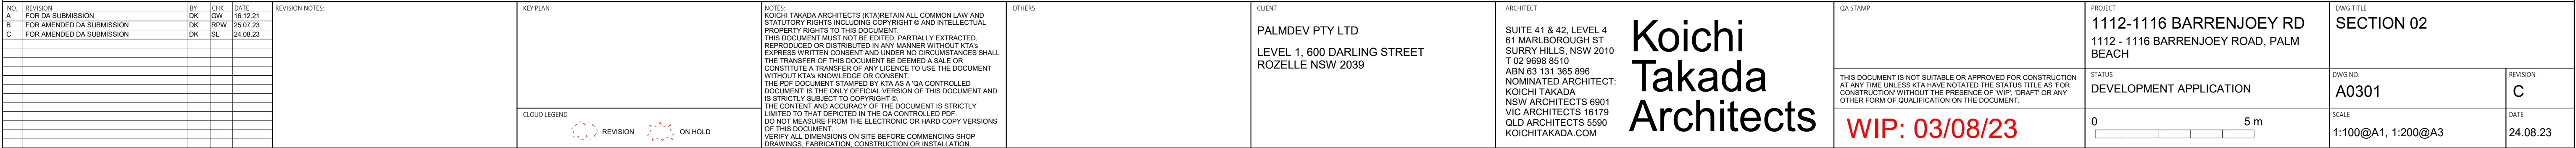 NO. REVISION BY CHK DATE
A FOR DA SUBMISSION DK GW 16.12.21
B FOR AMENDED DA SUBMISSION DK RPW 25.07.23
C FOR AMENDED DA SUBMISSION DK SL 24.08.23
REVISION NOTES:
KEY PLAN
CLOUD LEGEND
REVISION ON HOLD
NOTES:
KOICHI TAKADA ARCHITECTS (KTA)RETAIN ALL COMMON LAW AND
STATUTORY RIGHTS INCLUDING COPYRIGHT © AND INTELLECTUAL
PROPERTY RIGHTS TO THIS DOCUMENT.
THIS DOCUMENT MUST NOT BE EDITED, PARTIALLY EXTRACTED,
REPRODUCED OR DISTRIBUTED IN ANY MANNER WITHOUT KTA's
EXPRESS WRITTEN CONSENT AND UNDER NO CIRCUMSTANCES SHALL
THE TRANSFER OF THIS DOCUMENT BE DEEMED A SALE OR
CONSTITUTE A TRANSFER OF ANY LICENCE TO USE THE DOCUMENT
WITHOUT KTA's KNOWLEDGE OR CONSENT.
THE PDF DOCUMENT STAMPED BY KTA AS A 'QA CONTROLLED
DOCUMENT' IS THE ONLY OFFICIAL VERSION OF THIS DOCUMENT AND
IS STRICTLY SUBJECT TO COPYRIGHT ©.
THE CONTENT AND ACCURACY OF THE DOCUMENT IS STRICTLY
LIMITED TO THAT DEPICTED IN THE QA CONTROLLED PDF.
DO NOT MEASURE FROM THE ELECTRONIC OR HARD COPY VERSIONS
OF THIS DOCUMENT.
VERIFY ALL DIMENSIONS ON SITE BEFORE COMMENCING SHOP
DRAWINGS, FABRICATION, CONSTRUCTION OR INSTALLATION.
OTHERS
CLIENT
PALMDEV PTY LTD
LEVEL 1, 600 DARLING STREET
ROZELLE NSW 2039
ARCHITECT
SUITE 41 & 42, LEVEL 4
61 MARLBOROUGH ST
SURRY HILLS, NSW 2010
T 02 9698 8510
ABN 63 131 365 896
NOMINATED ARCHITECT:
KOICHI TAKADA
NSW ARCHITECTS 6901
VIC ARCHITECTS 16179
QLD ARCHITECTS 5590
KOICHITAKADA.COM
Koichi
Takada
Architects
QA STAMP
THIS DOCUMENT IS NOT SUITABLE OR APPROVED FOR CONSTRUCTION
AT ANY TIME UNLESS KTA HAVE NOTATED THE STATUS TITLE AS 'FOR
CONSTRUCTION' WITHOUT THE PRESENCE OF 'WIP', 'DRAFT' OR ANY
OTHER FORM OF QUALIFICATION ON THE DOCUMENT.
WIP: 03/08/23
PROJECT
1112-1116 BARRENJOEY RD
1112 - 1116 BARRENJOEY ROAD, PALM
BEACH
STATUS
DEVELOPMENT APPLICATION
0 5 m
DWG TITLE
SECTION 02
DWG NO.
A0301
REVISION
C
SCALE
1:100@A1, 1:200@A3
DATE
24.08.23